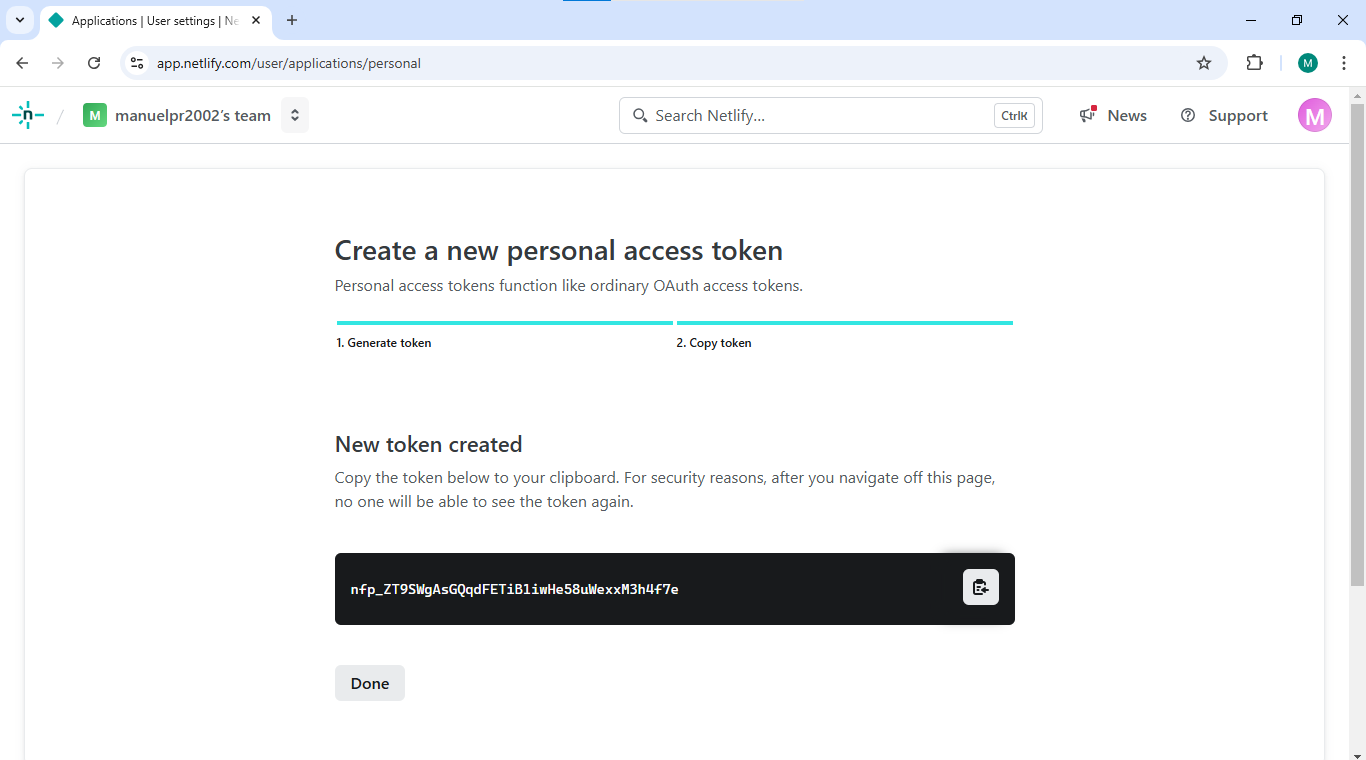 Applications | User settings | Ne
app.netlify.com/user/applications/personal
M
n
/
M
manuelpr2002's team
Search Netlify...
CtrlK
News
Support
M
Create a new personal access token
Personal access tokens function like ordinary OAuth access tokens.
1. Generate token
2. Copy token
New token created
Copy the token below to your clipboard. For security reasons, after you navigate off this page,
no one will be able to see the token again.
nfp_ZT9SWgAsGQqdFETiB1iwHe58uWexxM3h4f7e
Done